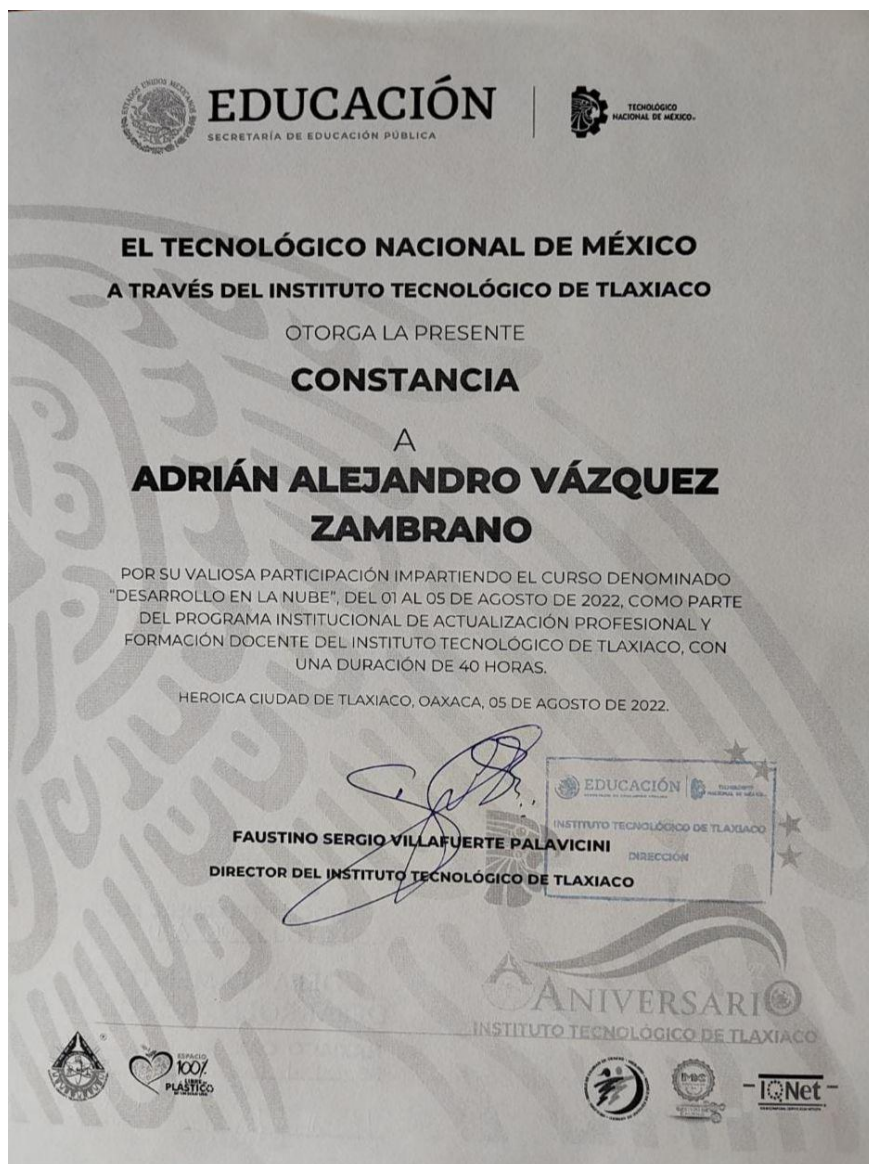 ESTADOS UNIDOS MEXICANOS
EDUCACIÓN
SECRETARÍA DE EDUCACIÓN PÚBLICA
TECNOLÓGICO
NACIONAL DE MÉXICO
EL TECNOLÓGICO NACIONAL DE MÉXICO
A TRAVÉS DEL INSTITUTO TECNOLÓGICO DE TLAXIACO
OTORGA LA PRESENTE
CONSTANCIA
A
ADRIÁN ALEJANDRO VÁZQUEZ
ZAMBRANO
POR SU VALIOSA PARTICIPACIÓN IMPARTIENDO EL CURSO DENOMINADO
"DESARROLLO EN LA NUBE", DEL 01 AL 05 DE AGOSTO DE 2022, COMO PARTE
DEL PROGRAMA INSTITUCIONAL DE ACTUALIZACIÓN PROFESIONAL Y
FORMACIÓN DOCENTE DEL INSTITUTO TECNOLÓGICO DE TLAXIACO, CON
UNA DURACIÓN DE 40 HORAS.
HEROICA CIUDAD DE TLAXIACO, OAXACA, 05 DE AGOSTO DE 2022.
EDUCACIÓN
INSTITUTO TECNOLÓGICO DE TLAXIACO
DIRECCIÓN
FAUSTINO SERGIO VILLAFUERTE PALAVICINI
DIRECTOR DEL INSTITUTO TECNOLÓGICO DE TLAXIACO
ANIVERSARIO
INSTITUTO TECNOLÓGICO DE TLAXIACO
ESPACIO
100%
LIBRE DE
PLÁSTICO
IQNet